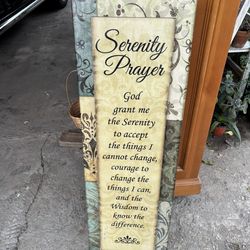 Serenity
Prayer
God
grant me
the Serenity
to accept
the things I
cannot change,
courage to
change the
things I can,
and the
Wisdom to
know the
difference.